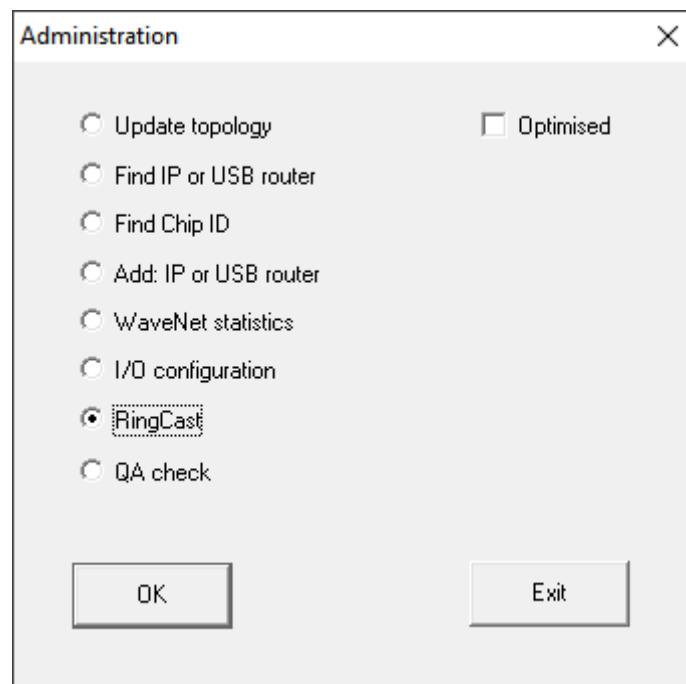 Administration
Update topology
Optimised
Find IP or USB router
Find Chip ID
Add: IP or USB router
WaveNet statistics
I/O configuration
RingCast
QA check
OK
Exit